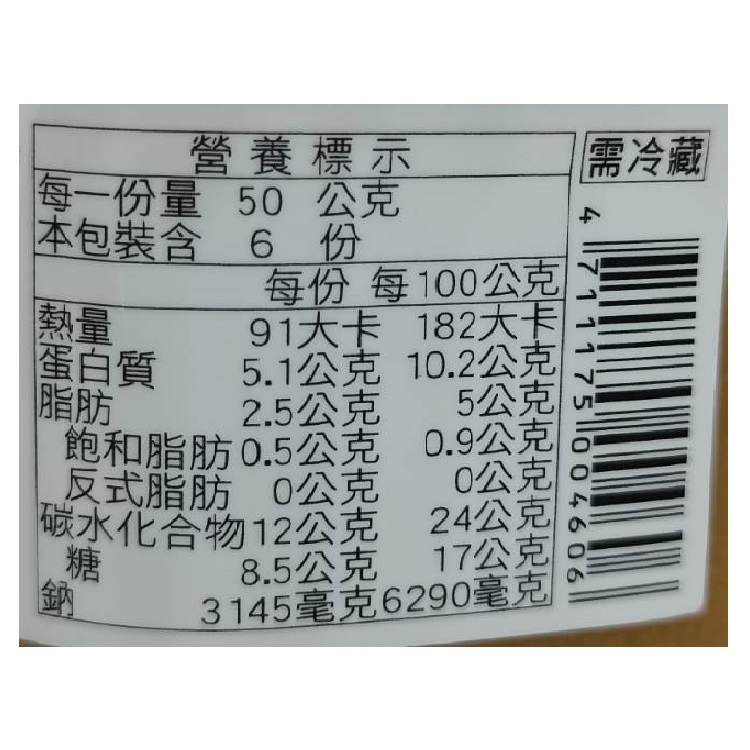 營養標示
需冷藏
每一份量 50 公克
本包裝含 6 份
每份 每100公克
熱量 91大卡 182大卡
蛋白質 5.1公克 10.2公克
脂肪 2.5公克 5公克
飽和脂肪 0.5公克 0.9公克
反式脂肪 0公克 0公克
碳水化合物 12公克 24公克
糖 8.5公克 17公克
鈉 3145毫克 6290毫克
4 711175 004606